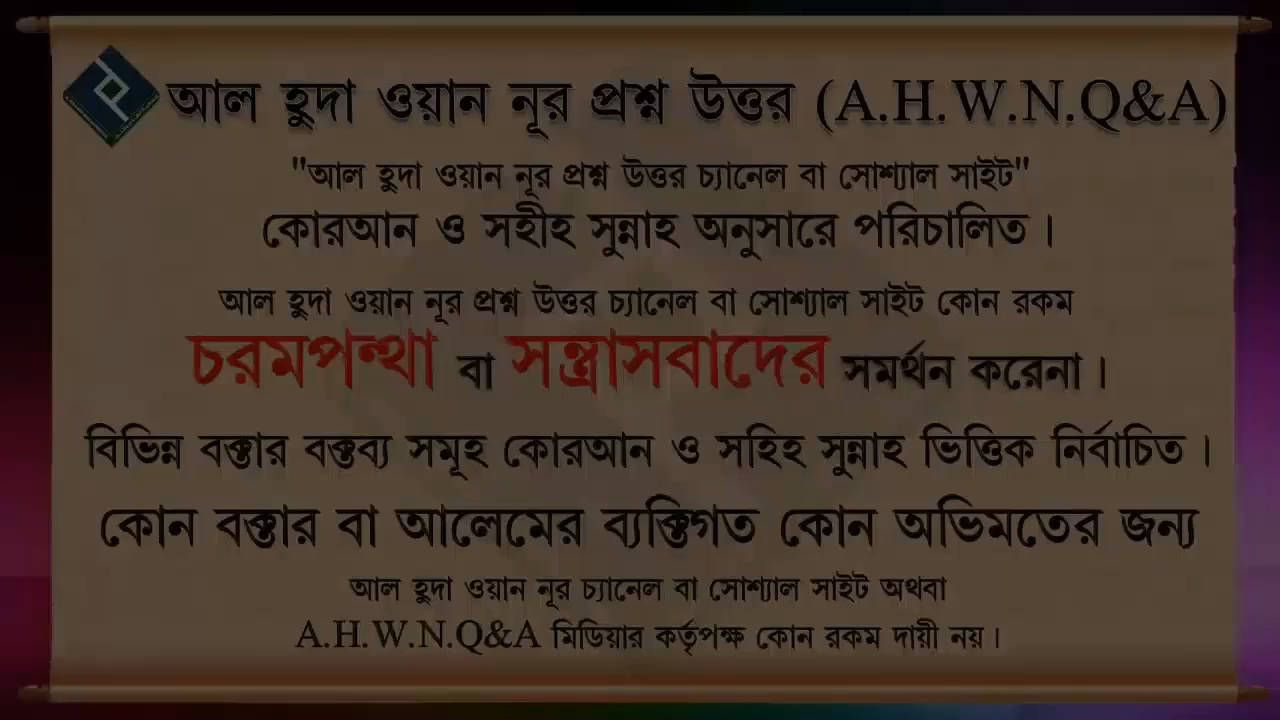 আল হুদা ওয়ান নূর প্রশ্ন উত্তর (A.H.W.N.Q&A)
"আল হুদা ওয়ান নূর প্রশ্ন উত্তর চ্যানেল বা সোশ্যাল সাইট"
কোরআন ও সহীহ সুন্নাহ অনুসারে পরিচালিত।
আল হুদা ওয়ান নূর প্রশ্ন উত্তর চ্যানেল বা সোশ্যাল সাইট কোন রকম
চরমপন্থা বা সন্ত্রাসবাদের সমর্থন করেনা।
বিভিন্ন বক্তার বক্তব্য সমূহ কোরআন ও সহিহ সুন্নাহ ভিত্তিক নির্বাচিত।
কোন বক্তার বা আলেমের ব্যক্তিগত কোন অভিমতের জন্য
আল হুদা ওয়ান নূর চ্যানেল বা সোশ্যাল সাইট অথবা
A.H.W.N.Q&A মিডিয়ার কর্তৃপক্ষ কোন রকম দায়ী নয়।